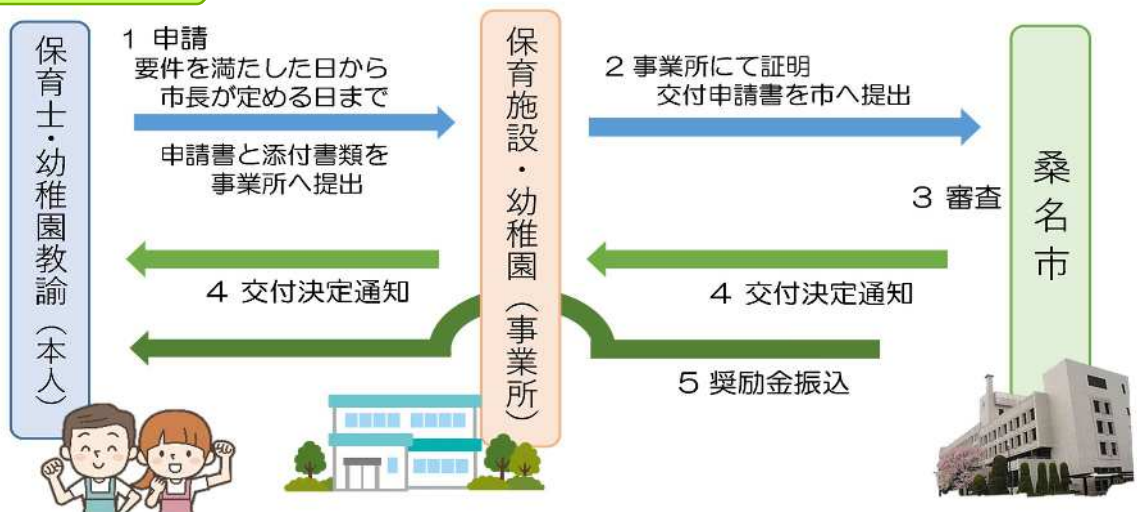 保育士・幼稚園教諭（本人）
1 申請
要件を満たした日から
市長が定める日まで
申請書と添付書類を
事業所へ提出
保育施設・幼稚園（事業所）
2 事業所にて証明
交付申請書を市へ提出
3 審査
桑名市
4 交付決定通知
4 交付決定通知
5 奨励金振込